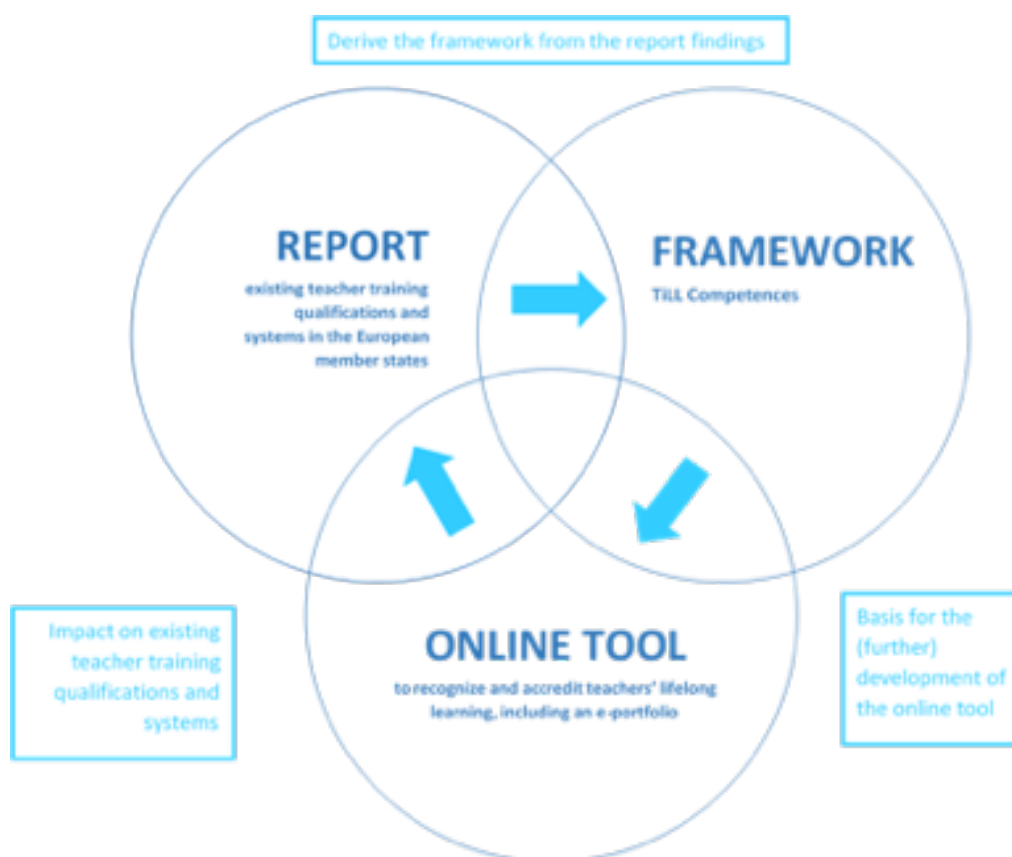 Derive the framework from the report findings
REPORT
existing teacher training
qualifications and
systems in the European
member states
FRAMEWORK
TiLL Competences
ONLINE TOOL
to recognize and accredit teachers' lifelong
learning, including an e-portfolio
Impact on existing
teacher training
qualifications and
systems
Basis for the
(further)
development of
the online tool